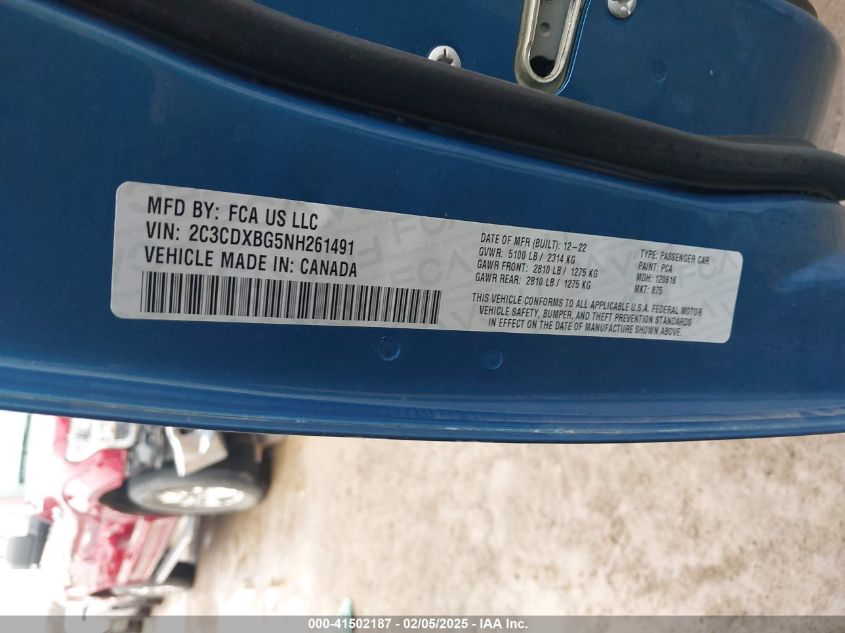 MFD BY: FCA US LLC
VIN: 2C3CDXBG5NH261491
VEHICLE MADE IN: CANADA
DATE OF MFR (BUILT): 12-22
GVWR: 5100 LB / 2314 KG
GAWR FRONT: 2810 LB / 1275 KG
GAWR REAR: 2810 LB / 1275 KG
TYPE: PASSENGER CAR
PAINT: PCA
MDH: 120616
MKT: 875
THIS VEHICLE CONFORMS TO ALL APPLICABLE U.S.A. FEDERAL MOTOR
VEHICLE SAFETY, BUMPER, AND THEFT PREVENTION STANDARDS
IN EFFECT ON THE DATE OF MANUFACTURE SHOWN ABOVE.
000-41502187 - 02/05/2025 - IAA Inc.